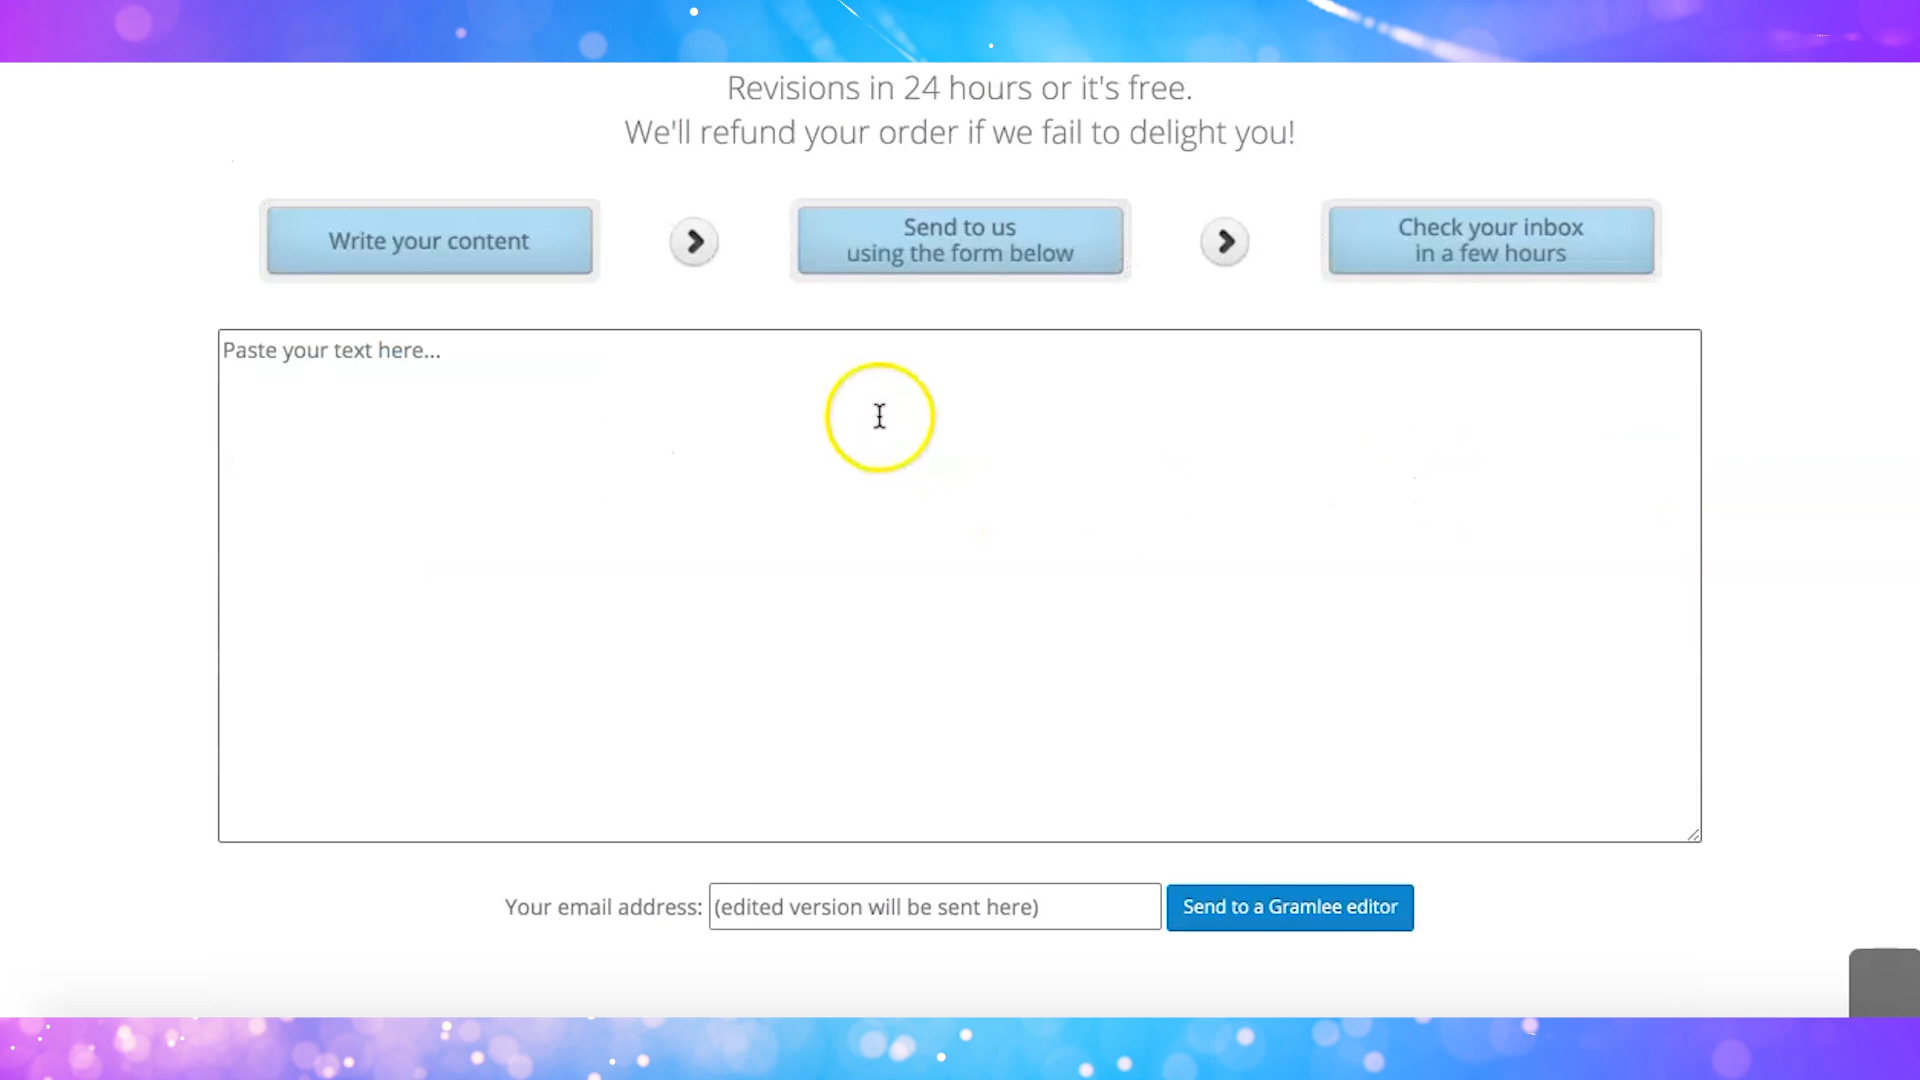 Revisions in 24 hours or it's free.
We'll refund your order if we fail to delight you!
Write your content
Send to us
using the form below
Check your inbox
in a few hours
Paste your text here...
Your email address: (edited version will be sent here) Send to a Gramlee editor